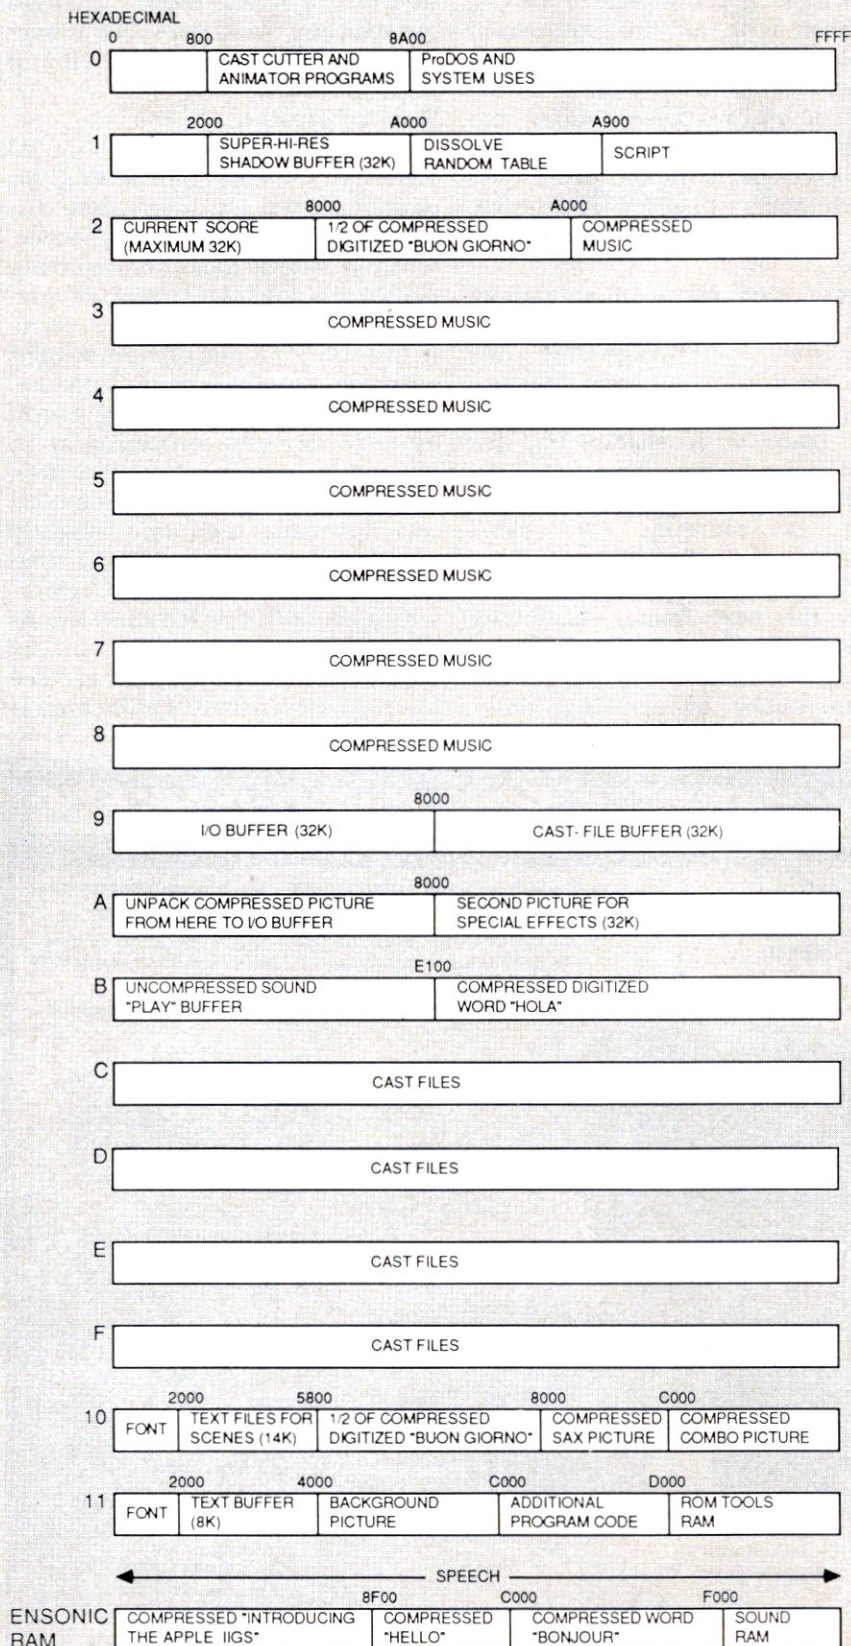 HEXADECIMAL
0 800 8A00 FFFF
0 CAST CUTTER AND ProDOS AND
ANIMATOR PROGRAMS SYSTEM USES
2000 A000 A900
1 SUPER-HI-RES DISSOLVE SCRIPT
SHADOW BUFFER (32K) RANDOM TABLE
8000 A000
2 CURRENT SCORE 1/2 OF COMPRESSED COMPRESSED
(MAXIMUM 32K) DIGITIZED "BUON GIORNO" MUSIC
3 COMPRESSED MUSIC
4 COMPRESSED MUSIC
5 COMPRESSED MUSIC
6 COMPRESSED MUSIC
7 COMPRESSED MUSIC
8 COMPRESSED MUSIC
8000
9 I/O BUFFER (32K) CAST-FILE BUFFER (32K)
8000
A UNPACK COMPRESSED PICTURE SECOND PICTURE FOR
FROM HERE TO I/O BUFFER SPECIAL EFFECTS (32K)
E100
B UNCOMPRESSED SOUND COMPRESSED DIGITIZED
"PLAY" BUFFER WORD "HOLA"
C CAST FILES
D CAST FILES
E CAST FILES
F CAST FILES
2000 5800 8000 C000
10 FONT TEXT FILES FOR 1/2 OF COMPRESSED COMPRESSED COMPRESSED
SCENES (14K) DIGITIZED "BUON GIORNO" SAX PICTURE COMBO PICTURE
2000 4000 C000 D000
11 FONT TEXT BUFFER BACKGROUND ADDITIONAL ROM TOOLS
(8K) PICTURE PROGRAM CODE RAM
SPEECH
8F00 C000 F000
ENSONIC COMPRESSED "INTRODUCING COMPRESSED COMPRESSED WORD SOUND
RAM THE APPLE IIGS" "HELLO" "BONJOUR" RAM